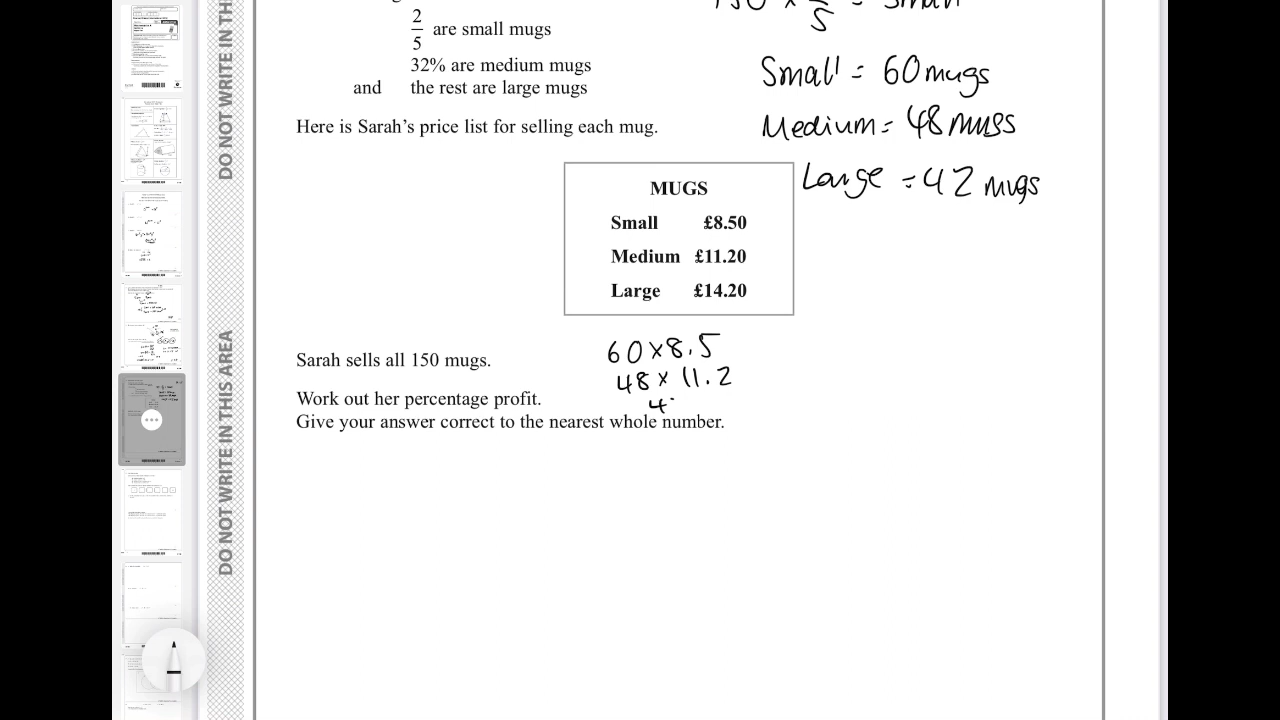 2/5 are small mugs
32% are medium mugs
and the rest are large mugs
Here is Sarah's price list for selling each mug.
MUGS
Small £8.50
Medium £11.20
Large £14.20
Small = 60 mugs
Medium = 48 mugs
Large = 42 mugs
Sarah sells all 150 mugs.
60 x 8.5
48 x 11.2
4
Work out her percentage profit.
Give your answer correct to the nearest whole number.
DO NOT WRITE IN THIS
DO NOT WRITE IN THIS AREA